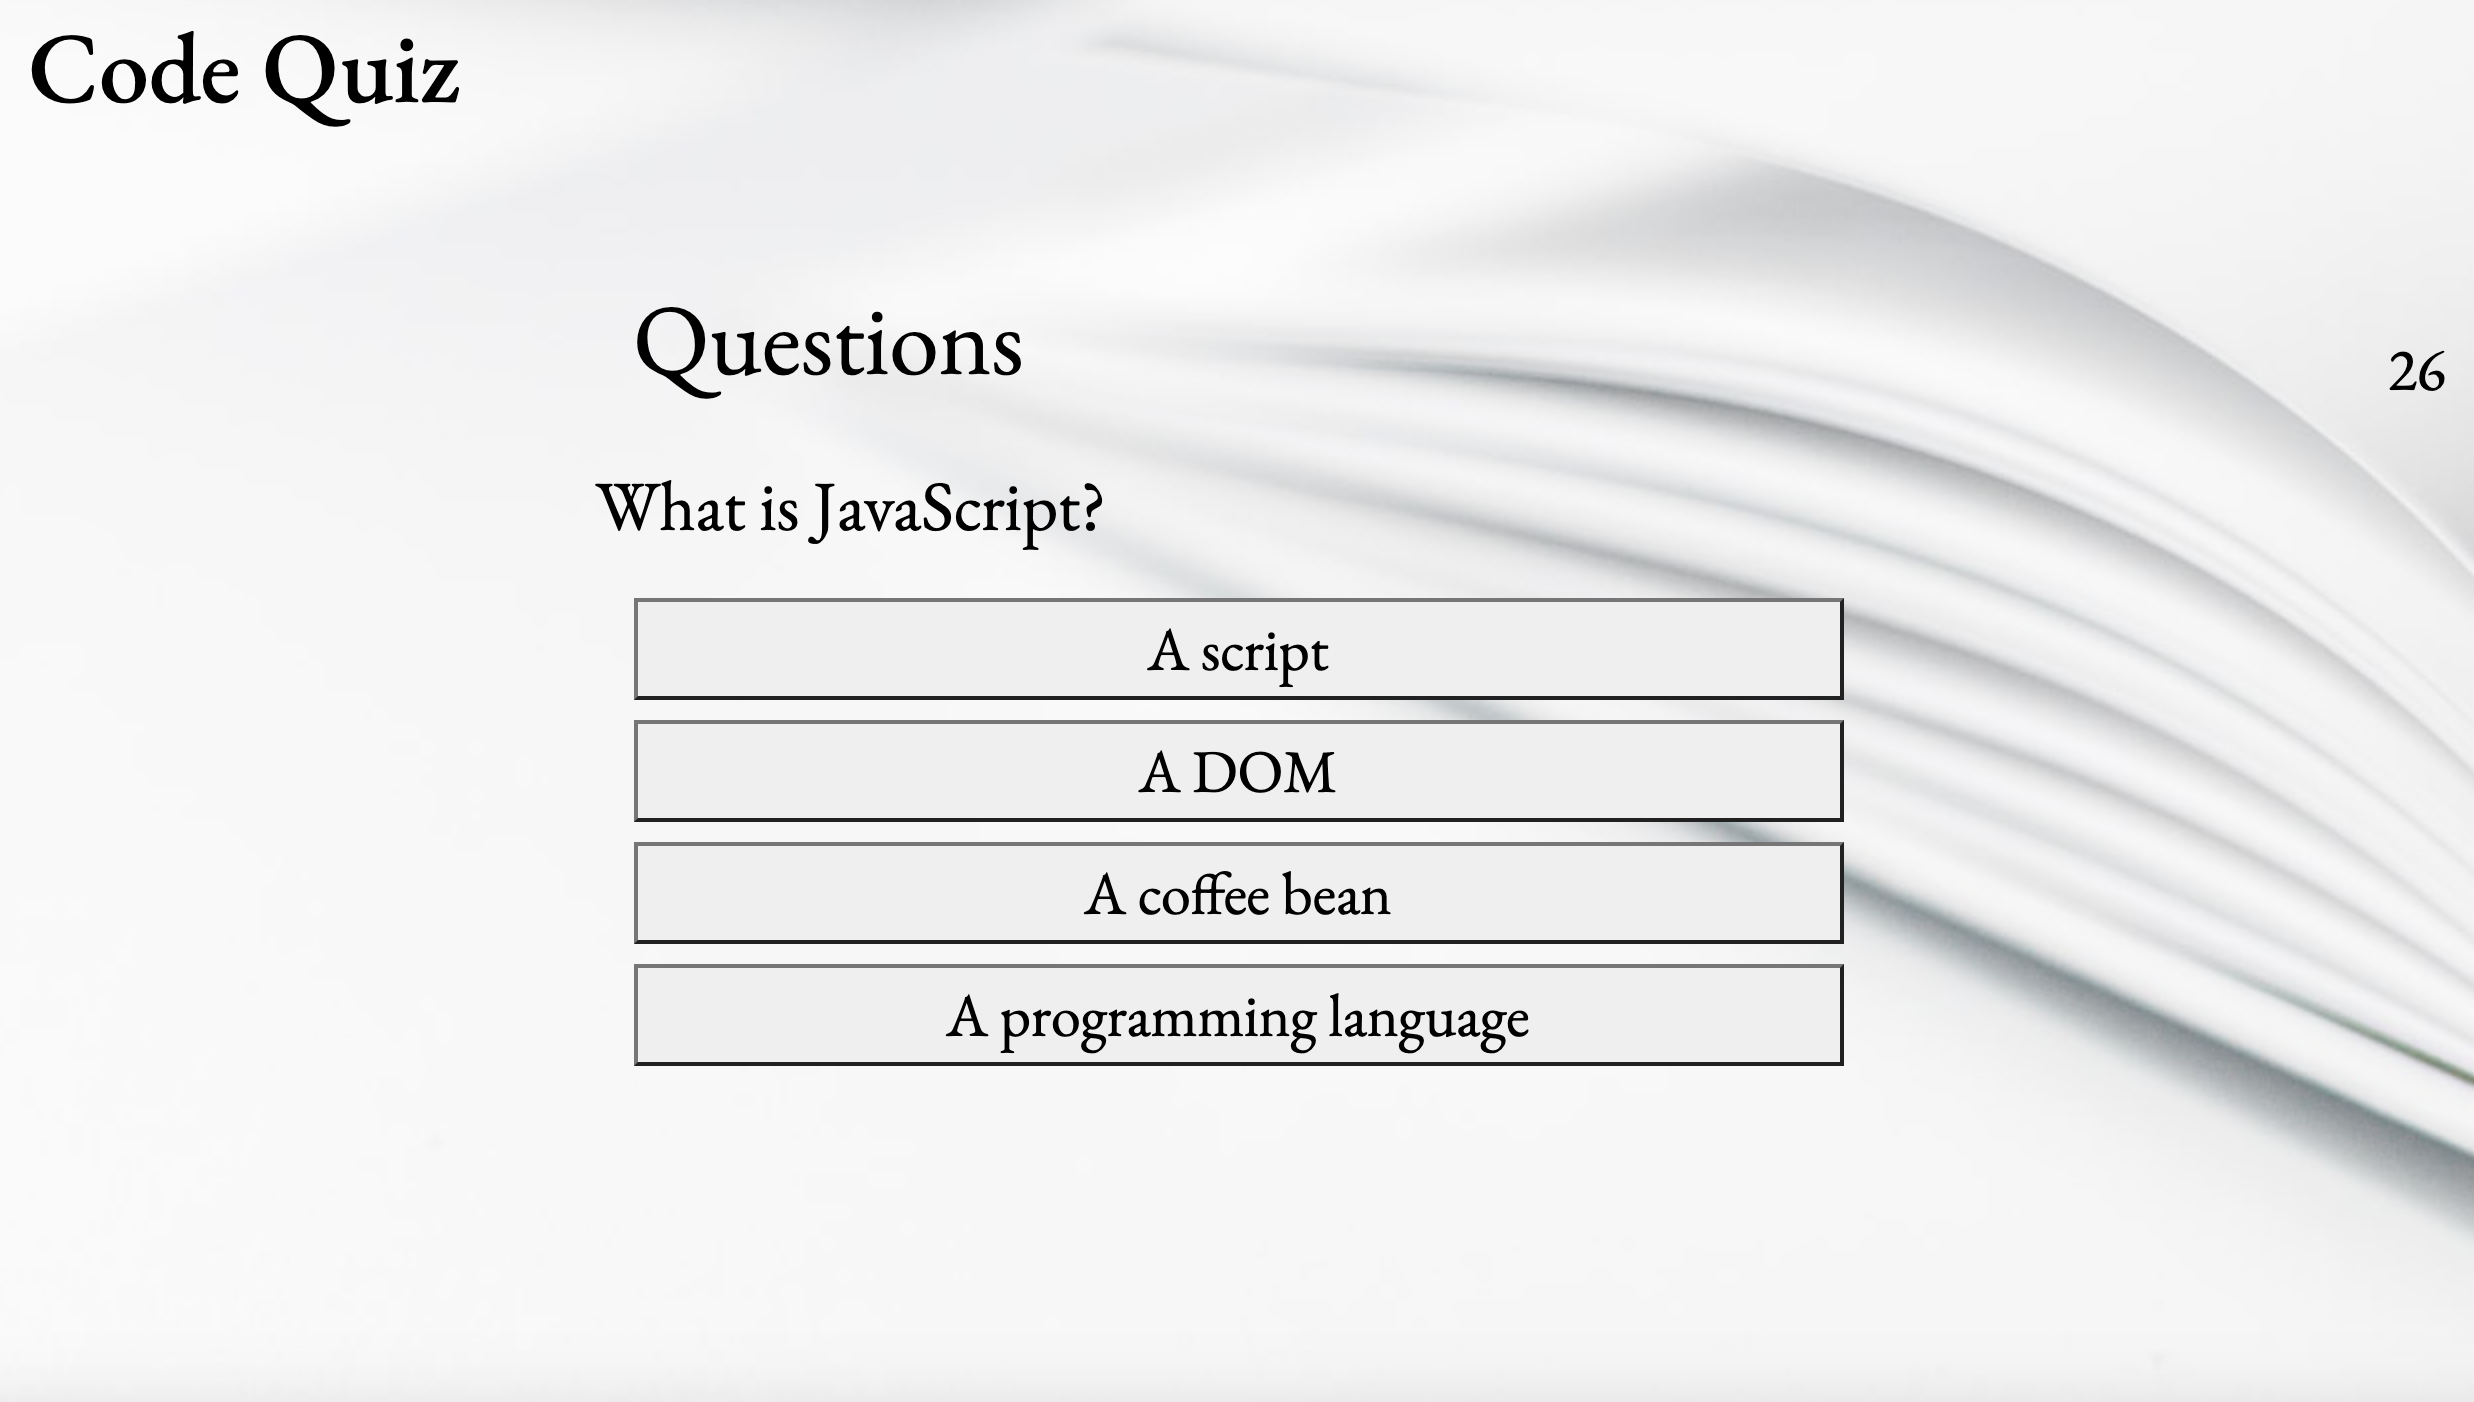 Code Quiz
Questions
26
What is JavaScript?
A script
A DOM
A coffee bean
A programming language